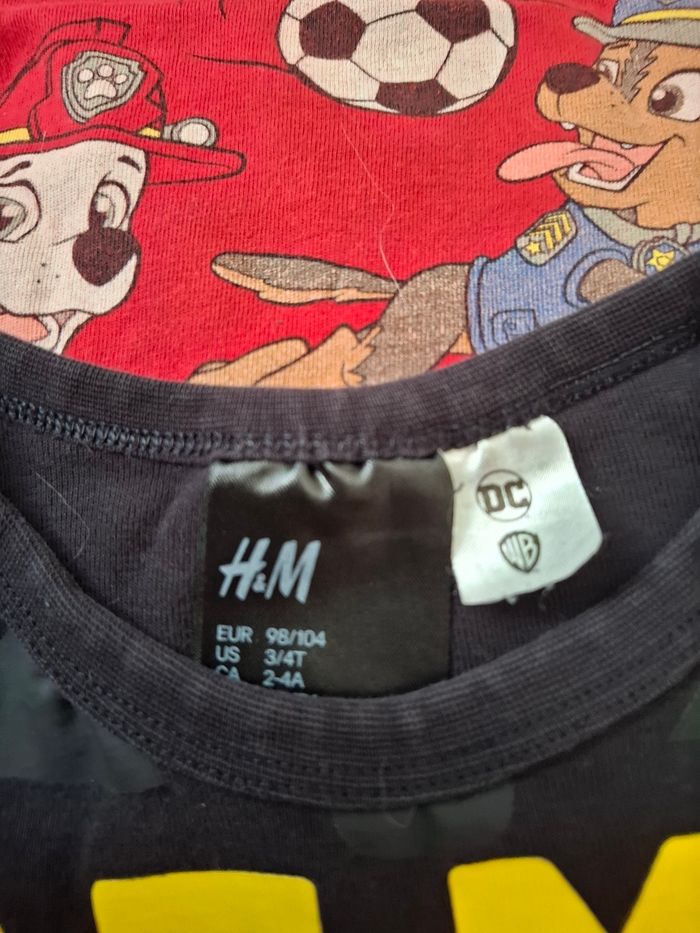 H&M
EUR 98/104
US 3/4T
CA 2-4A
DC
WB